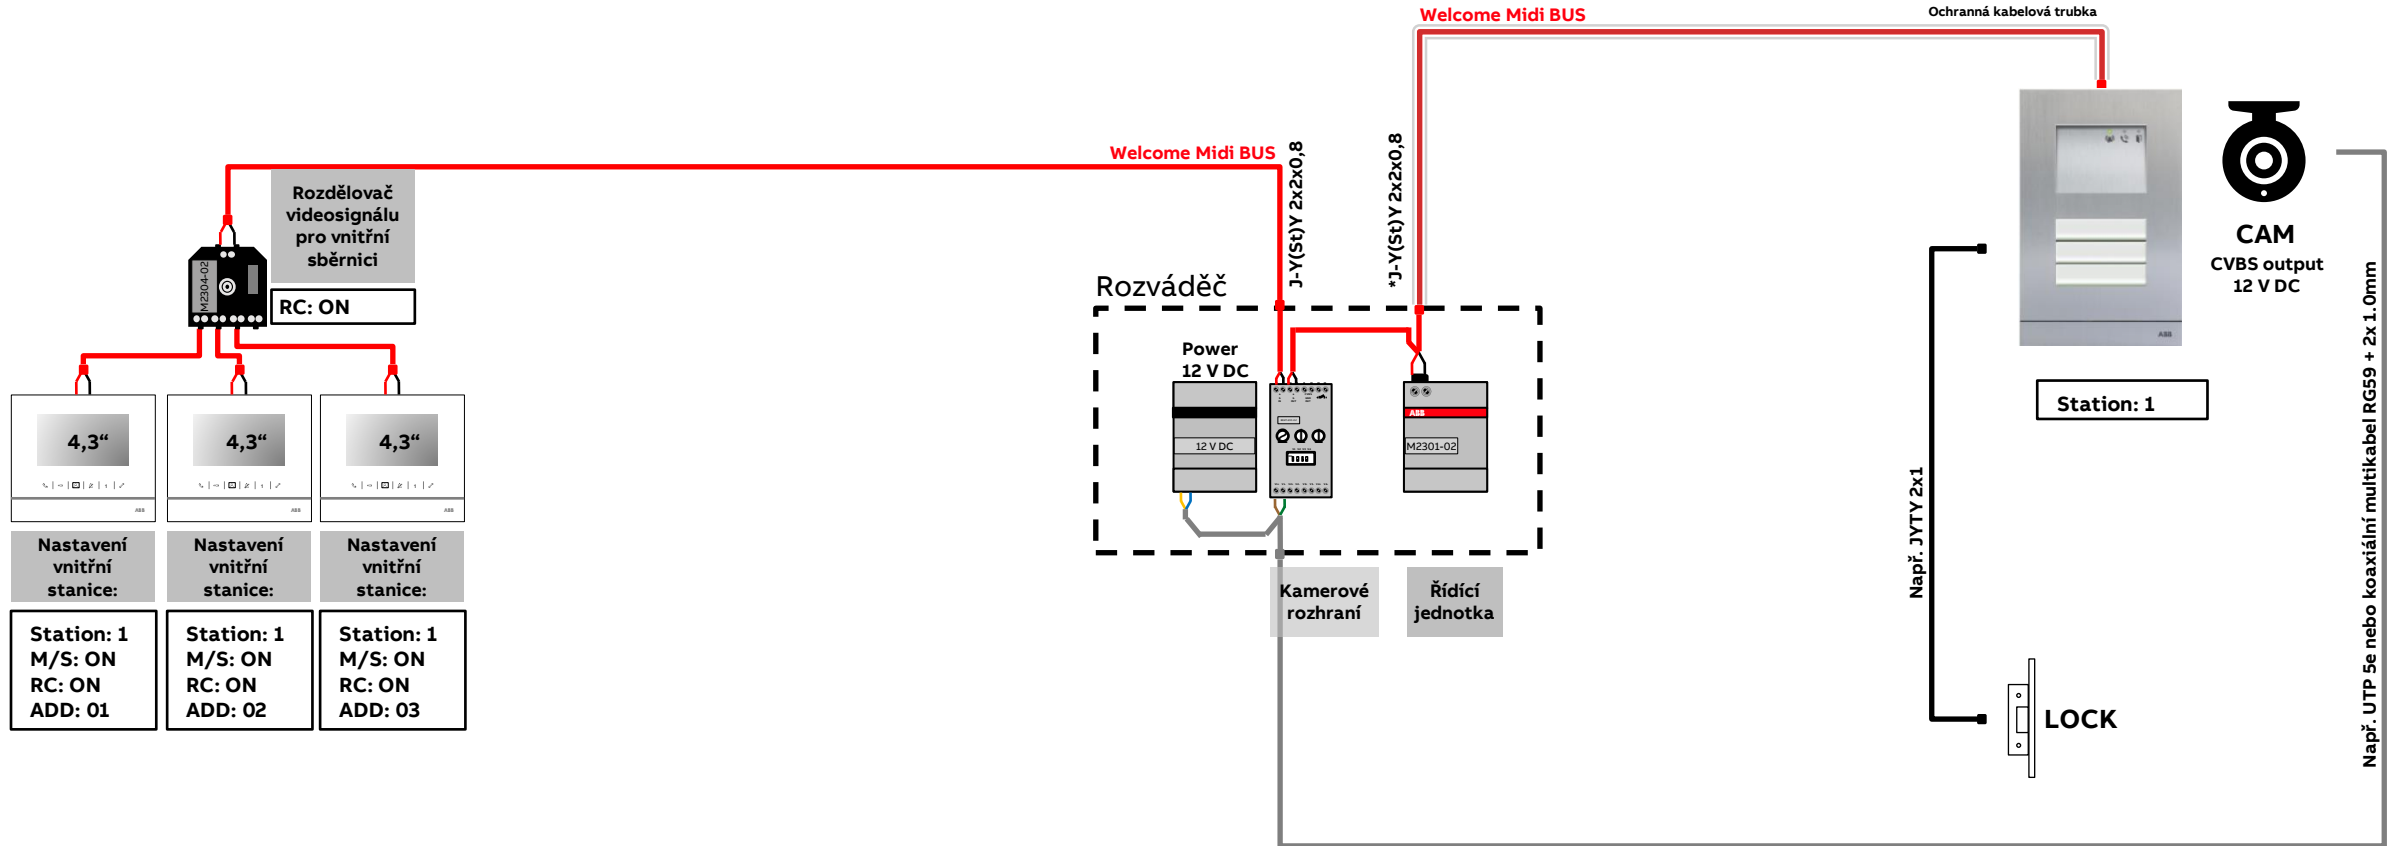 Welcome Midi BUS
Ochranná kabelová trubka
Welcome Midi BUS
J-Y(St)Y 2x2x0,8
*J-Y(St)Y 2x2x0,8
Rozdělovač
videosignálu
pro vnitřní
sběrnici
RC: ON
M2304-02
Rozváděč
Power
12 V DC
12 V DC
ABB
M2301-02
Kamerové
rozhraní
Řídící
jednotka
4,3“
4,3“
4,3“
ABB
ABB
ABB
Nastavení
vnitřní
stanice:
Nastavení
vnitřní
stanice:
Nastavení
vnitřní
stanice:
Station: 1
M/S: ON
RC: ON
ADD: 01
Station: 1
M/S: ON
RC: ON
ADD: 02
Station: 1
M/S: ON
RC: ON
ADD: 03
ABB
CAM
CVBS output
12 V DC
Station: 1
Např. JYTY 2x1
LOCK
Např. UTP 5e nebo koaxiální multikabel RG59 + 2x 1.0mm